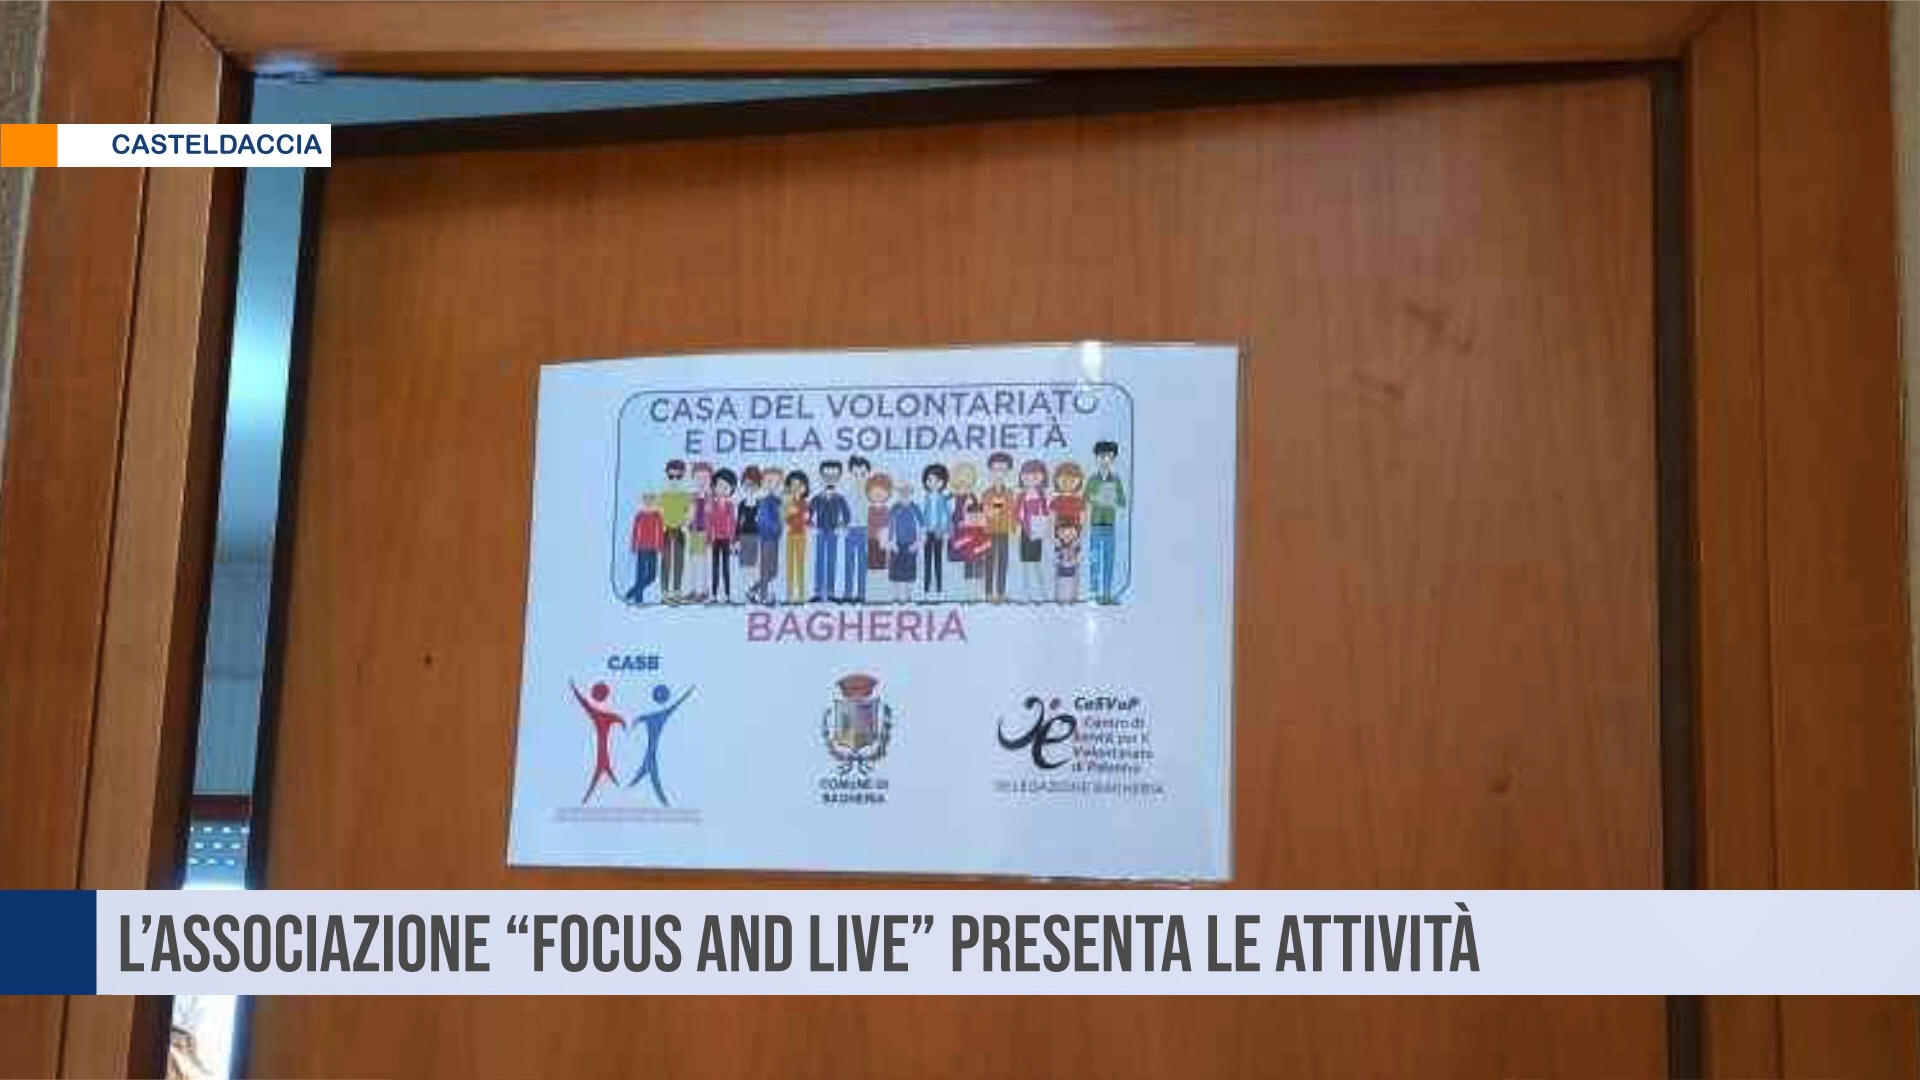 CASTELDACCIA
CASA DEL VOLONTARIATO
E DELLA SOLIDARIETÀ
BAGHERIA
CASB
COMUNE DI
BAGHERIA
CeSVoP
Centro di
Servizi per il
Volontariato
di Palermo
DELEGAZIONE BAGHERIA
L’ASSOCIAZIONE “FOCUS AND LIVE” PRESENTA LE ATTIVITÀ